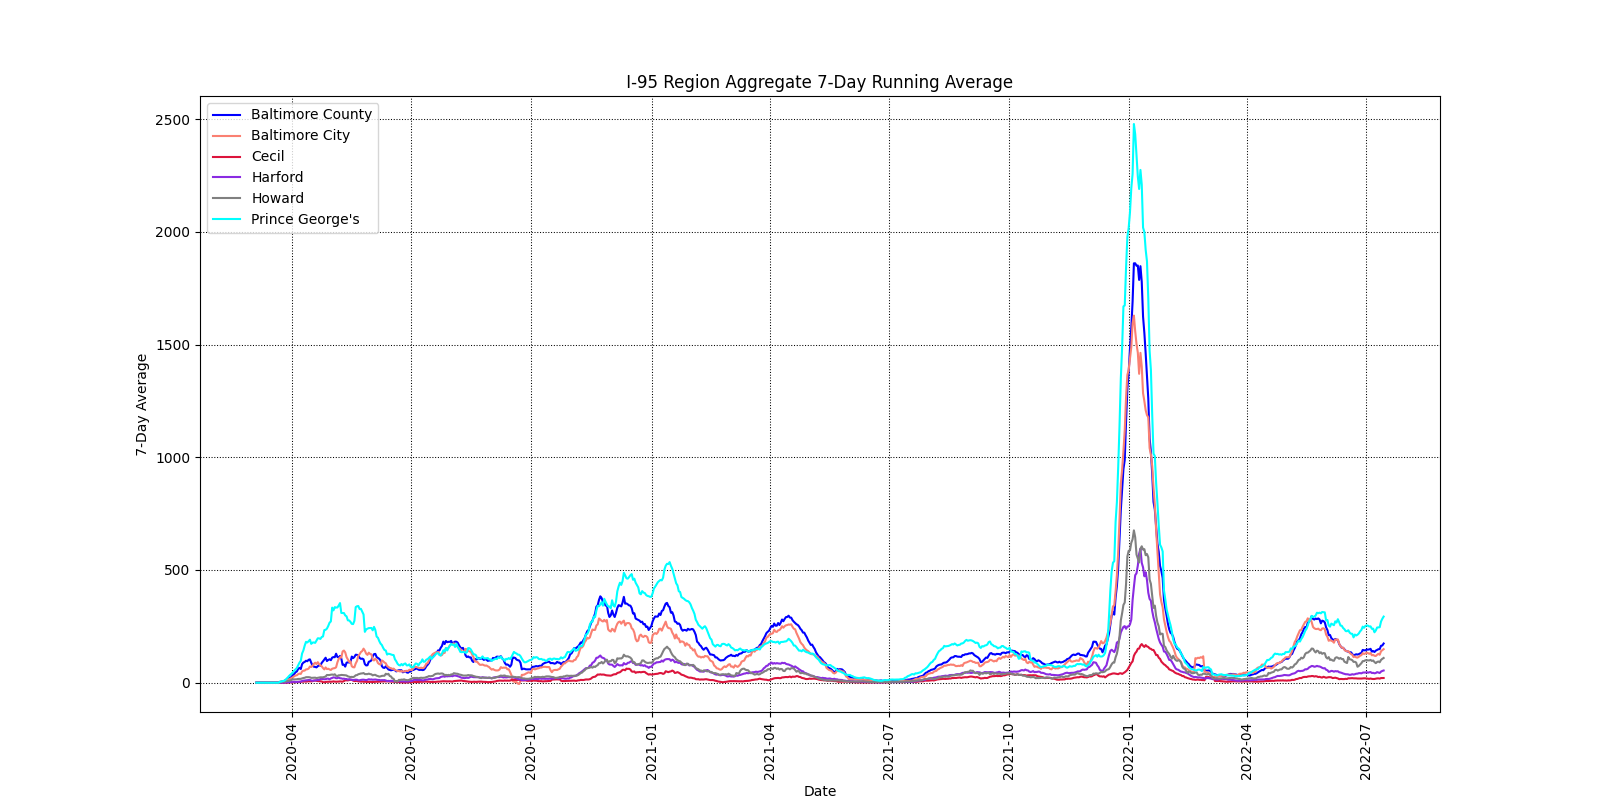 I-95 Region Aggregate 7-Day Running Average
Baltimore County
Baltimore City
Cecil
Harford
Howard
Prince George's
7-Day Average
2500
2000
1500
1000
500
0
2020-04
2020-07
2020-10
2021-01
2021-04
2021-07
2021-10
2022-01
2022-04
2022-07
Date